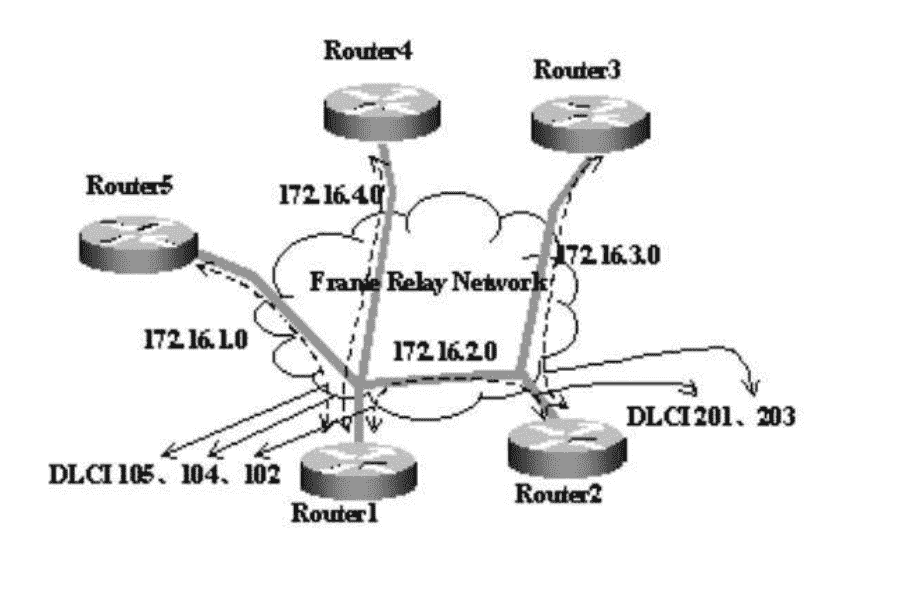 Router4
Router3
Router5
172.16.4.0
172.16.3.0
Frame Relay Network
172.16.1.0
172.16.2.0
DLCI 201、203
DLCI 105、104、102
Router2
Router1